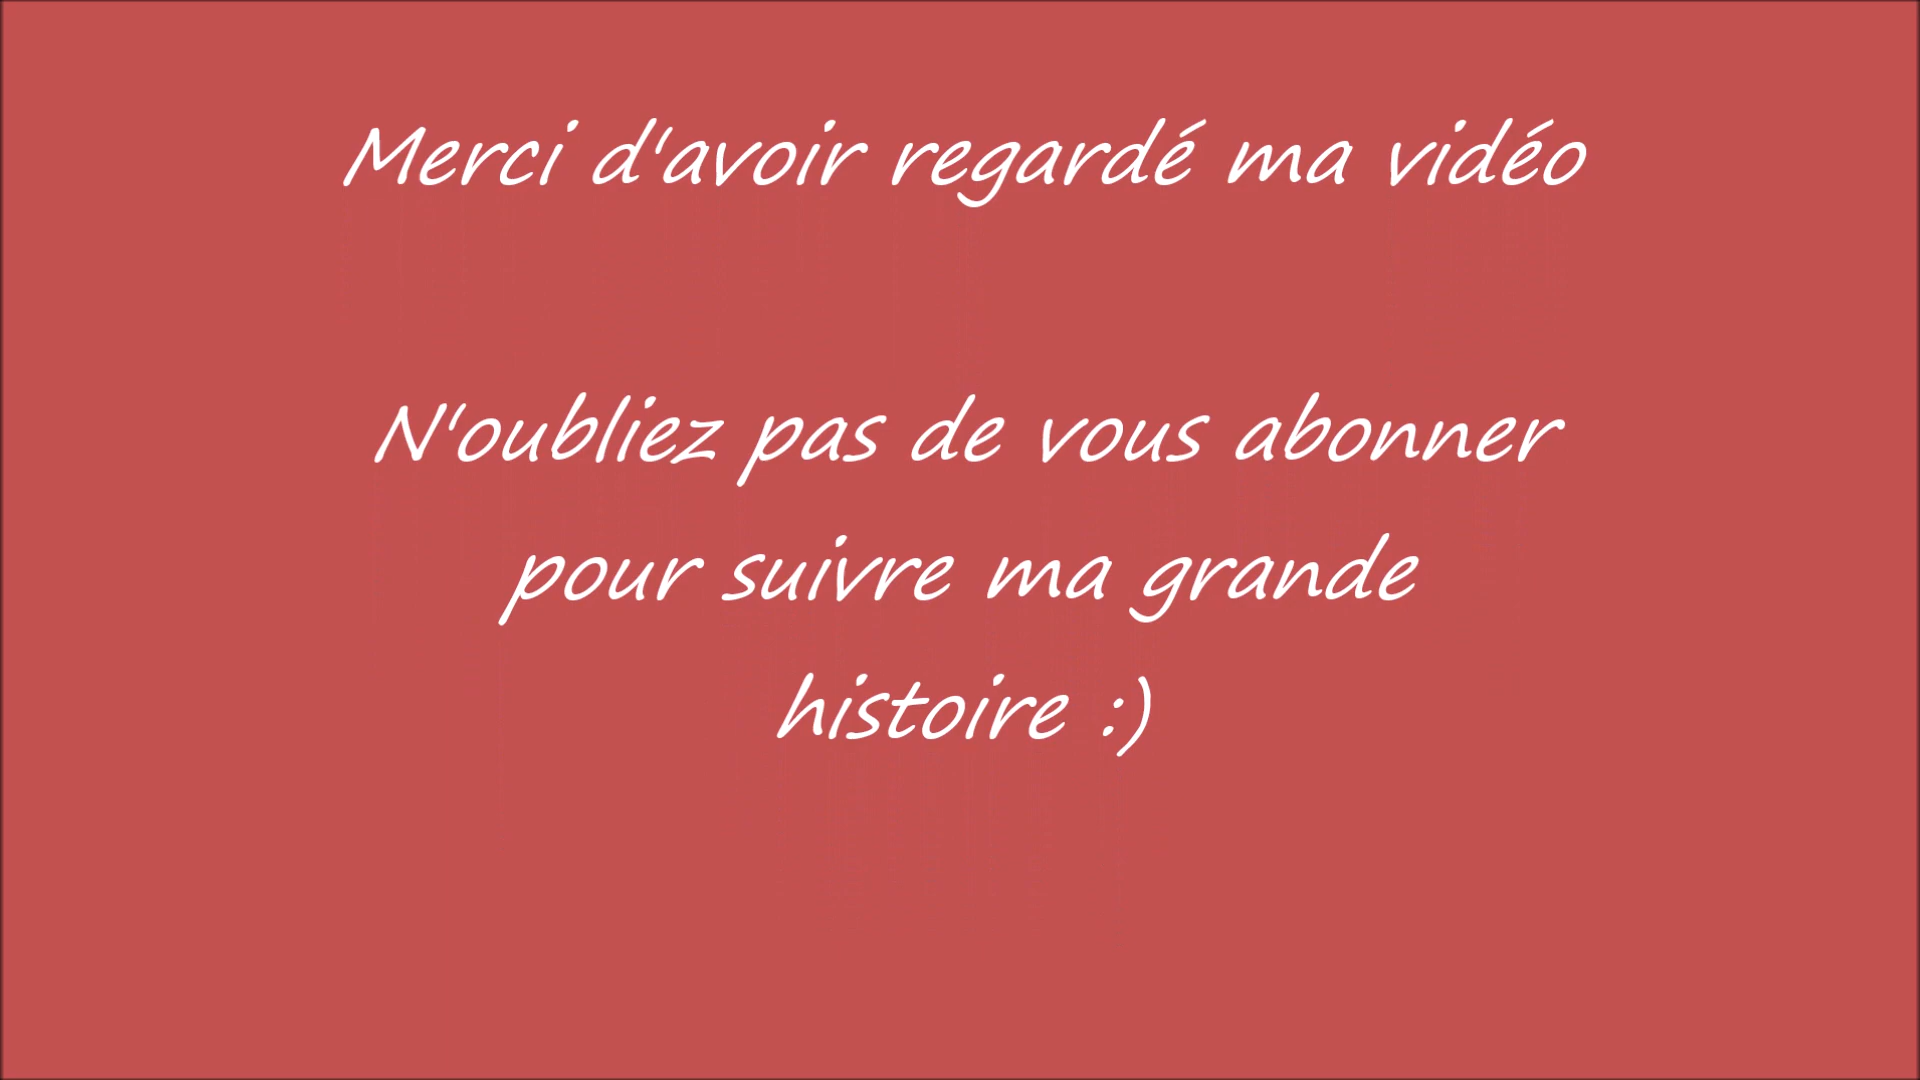 Merci d'avoir regardé ma vidéo
N'oubliez pas de vous abonner
pour suivre ma grande
histoire :)